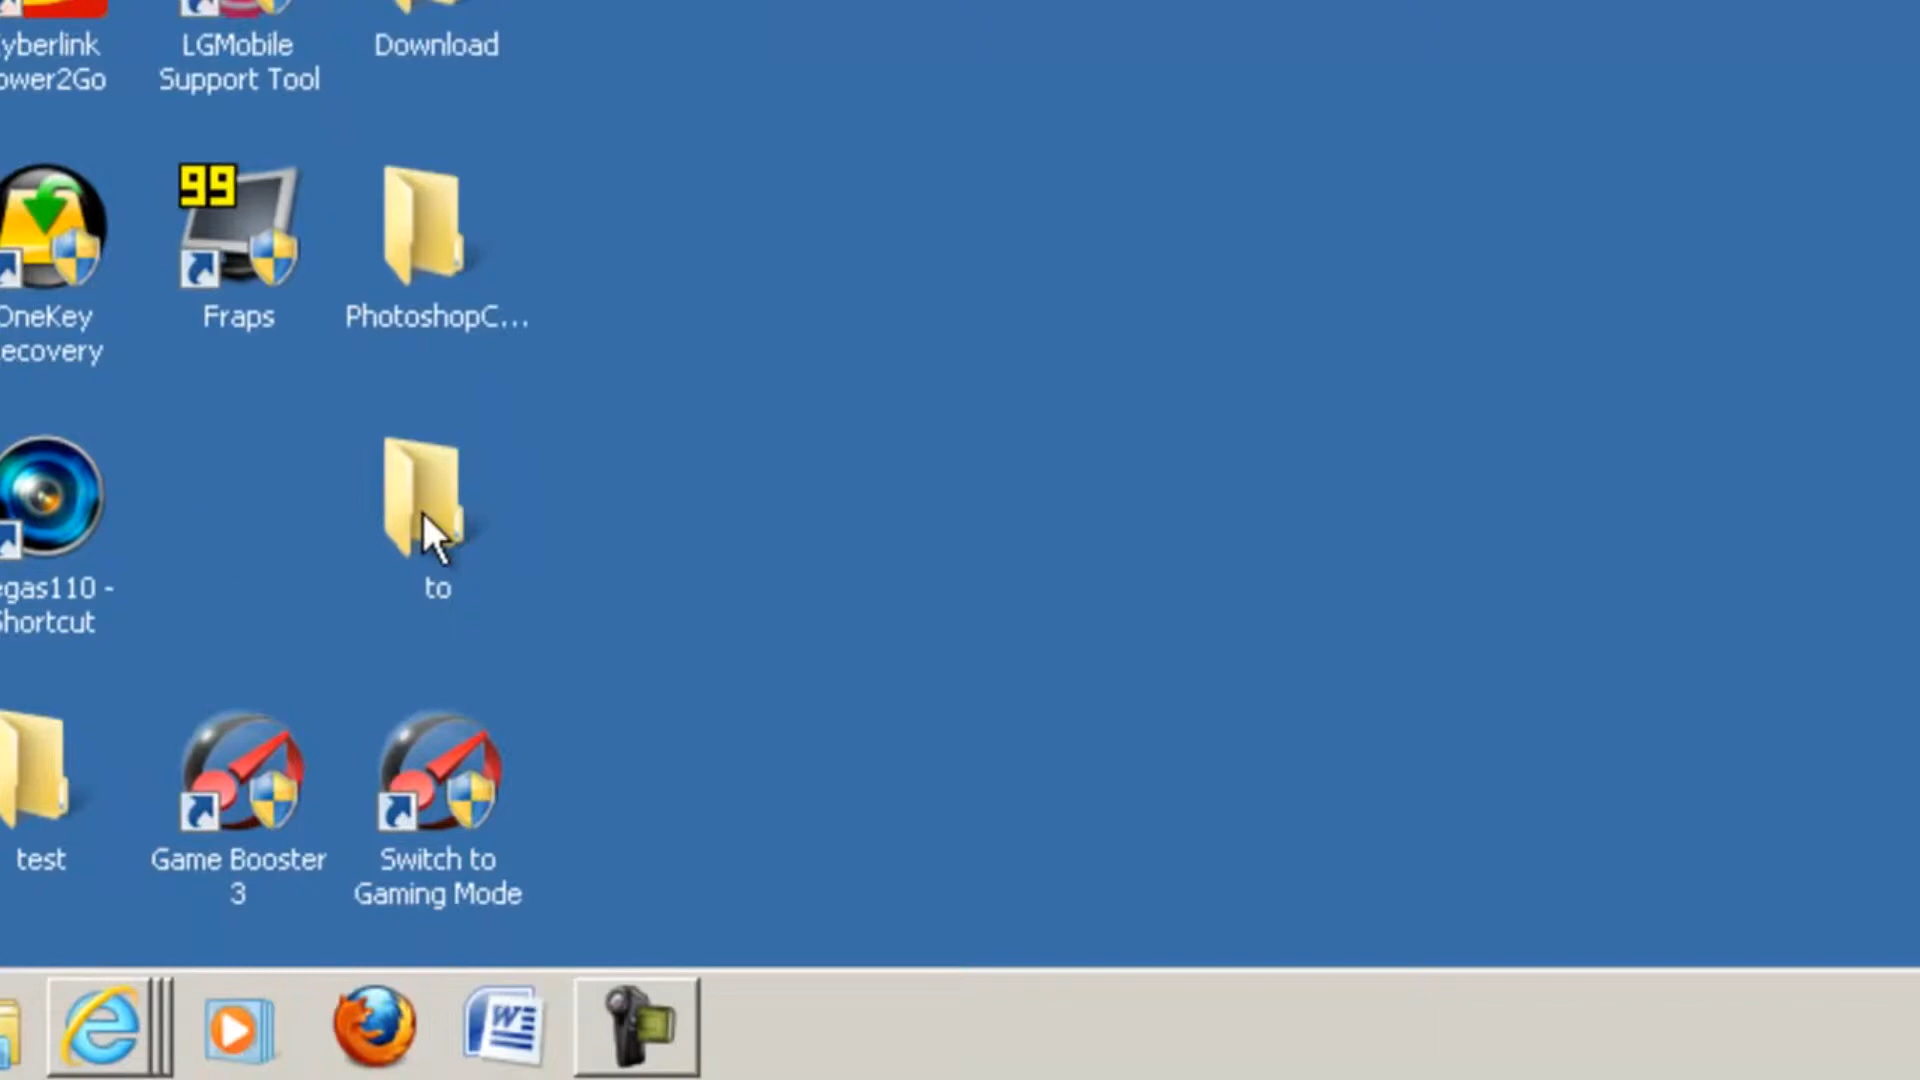 yberlink
ower2Go
LGMobile
Support Tool
Download
OneKey
ecovery
99
Fraps
PhotoshopC...
egas110 -
Shortcut
to
test
Game Booster
3
Switch to
Gaming Mode
W